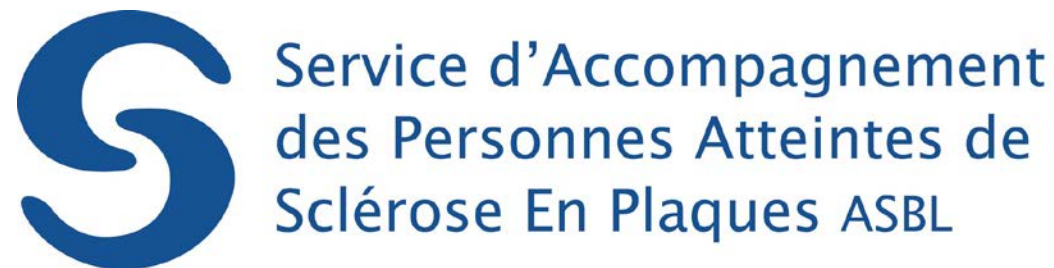 Service d’Accompagnement
des Personnes Atteintes de
Sclérose En Plaques ASBL